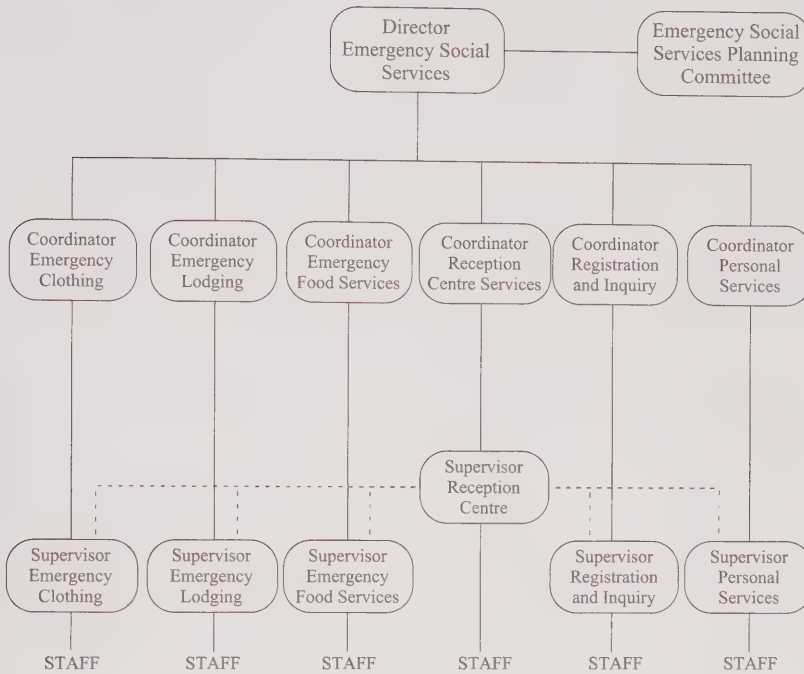 Director
Emergency Social
Services
Emergency Social
Services Planning
Committee
Coordinator
Emergency
Clothing
Coordinator
Emergency
Lodging
Coordinator
Emergency
Food Services
Coordinator
Reception
Centre Services
Coordinator
Registration
and Inquiry
Coordinator
Personal
Services
Supervisor
Reception
Centre
Supervisor
Emergency
Clothing
Supervisor
Emergency
Lodging
Supervisor
Emergency
Food Services
Supervisor
Registration
and Inquiry
Supervisor
Personal
Services
STAFF
STAFF
STAFF
STAFF
STAFF
STAFF